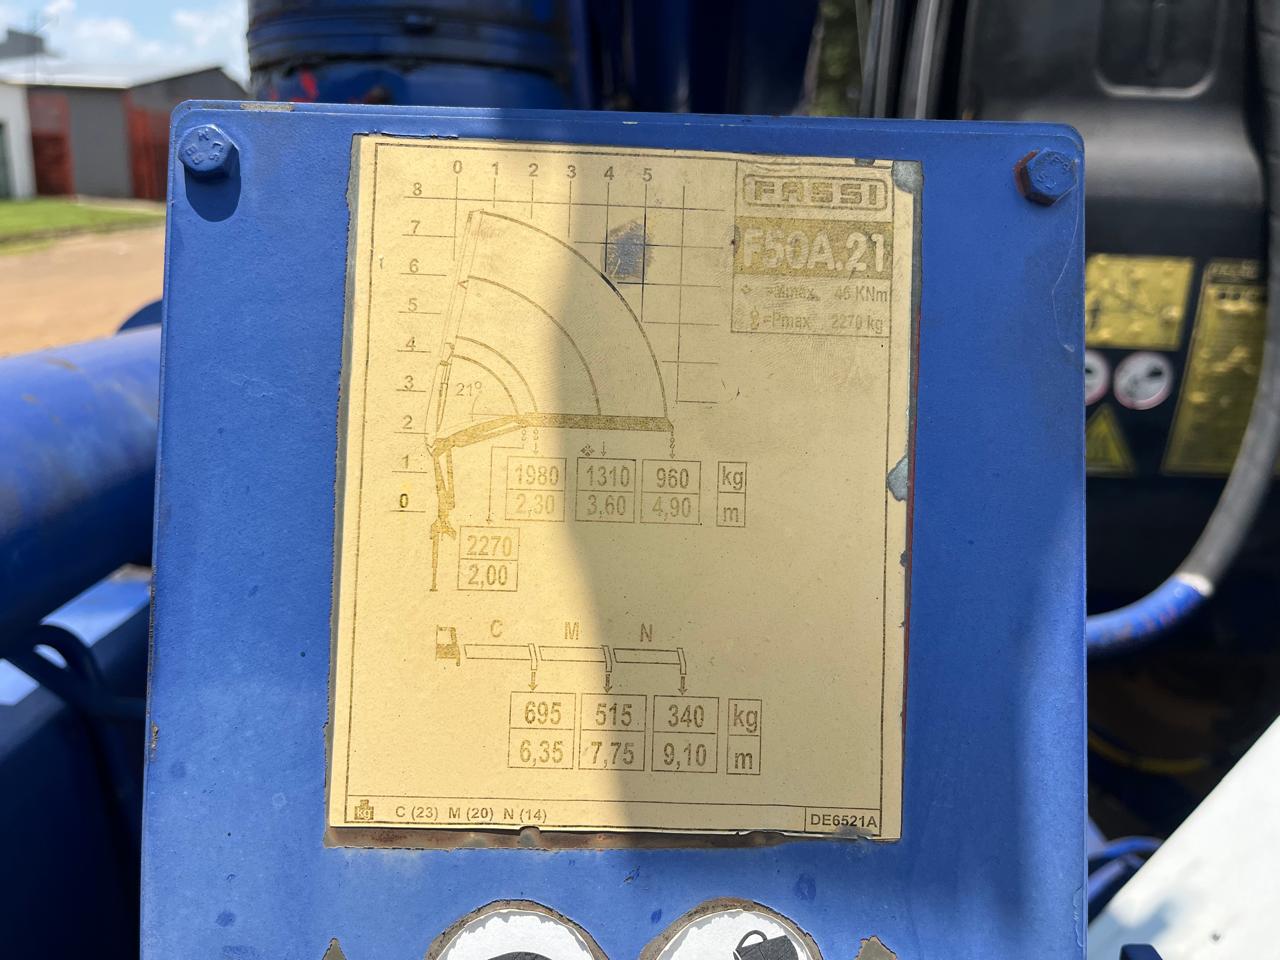 0 1 2 3 4 5
8
7
6
5
4
3
2
1
0
FASSI
F50A.21
=Mmax. 46 KNm
=Pmax 2270 kg
21°
1980 1310 960 kg
2,30 3,60 4,90 m
2270
2,00
C M N
695 515 340 kg
6,35 7,75 9,10 m
kg C (23) M (20) N (14) DE6521A